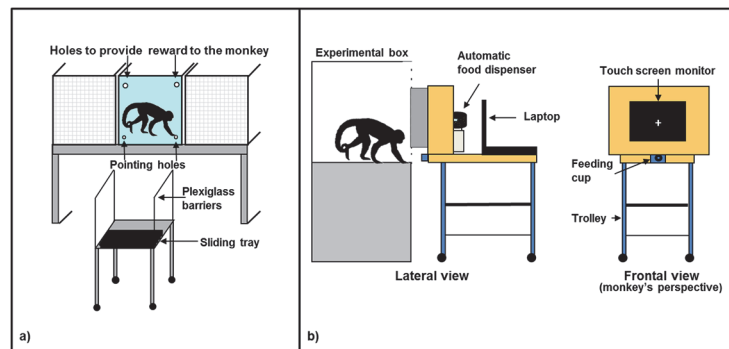 Holes to provide reward to the monkey
Pointing holes
Plexiglass
barriers
Sliding tray
a)
Experimental box
Automatic
food dispenser
Laptop
Lateral view
Touch screen monitor
Feeding
cup
Trolley
Frontal view
(monkey's perspective)
b)